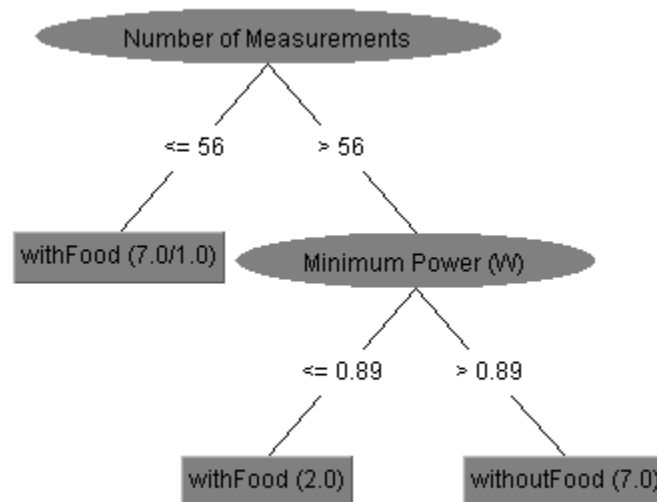 Number of Measurements
<= 56
> 56
withFood (7.0/1.0)
Minimum Power (W)
<= 0.89
> 0.89
withFood (2.0)
withoutFood (7.0)